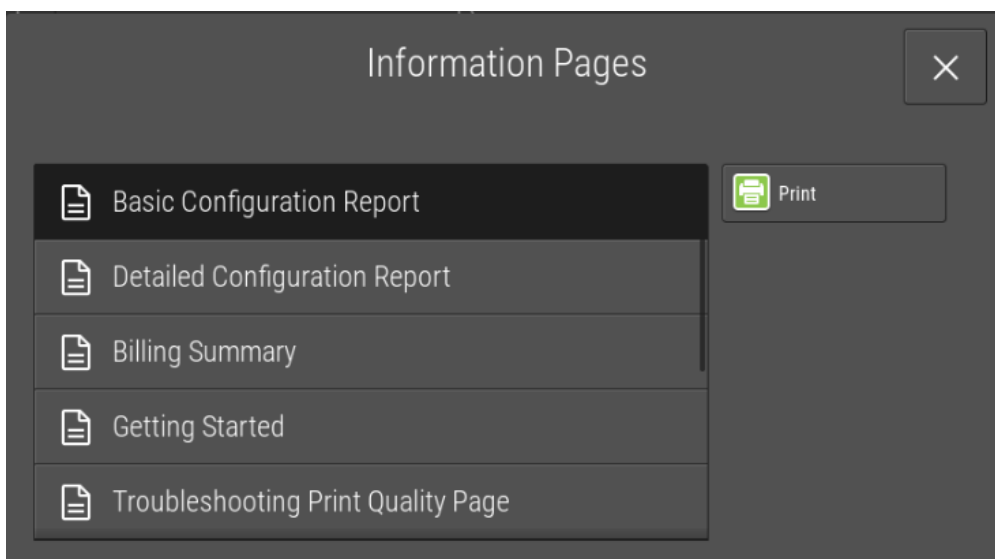 Information Pages
Basic Configuration Report
Print
Detailed Configuration Report
Billing Summary
Getting Started
Troubleshooting Print Quality Page